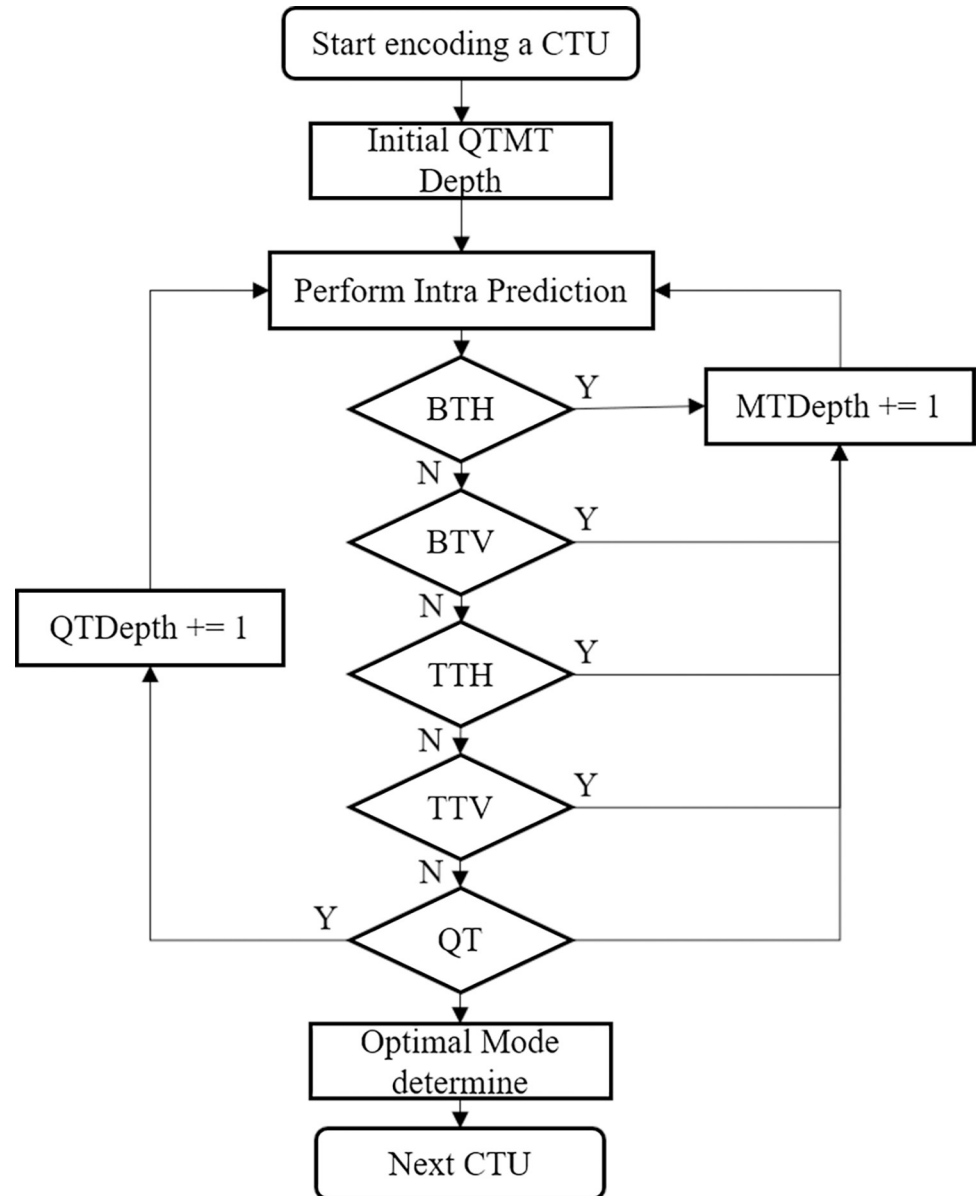 Start encoding a CTU
Initial QTMT
Depth
Perform Intra Prediction
BTH
Y
MTDepth += 1
N
BTV
Y
N
QTDepth += 1
TTH
Y
N
TTV
Y
N
Y
QT
Optimal Mode
determine
Next CTU